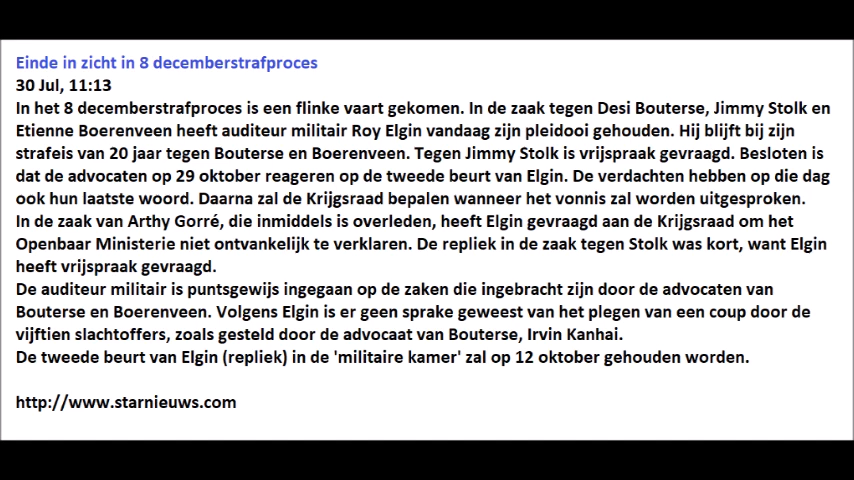 Einde in zicht in 8 decemberstrafproces
30 Jul, 11:13
In het 8 decemberstrafproces is een flinke vaart gekomen. In de zaak tegen Desi Bouterse, Jimmy Stolk en
Etienne Boerenveen heeft auditeur militair Roy Elgin vandaag zijn pleidooi gehouden. Hij blijft bij zijn
strafeis van 20 jaar tegen Bouterse en Boerenveen. Tegen Jimmy Stolk is vrijspraak gevraagd. Besloten is
dat de advocaten op 29 oktober reageren op de tweede beurt van Elgin. De verdachten hebben op die dag
ook hun laatste woord. Daarna zal de Krijgsraad bepalen wanneer het vonnis zal worden uitgesproken.
In de zaak van Arthy Gorré, die inmiddels is overleden, heeft Elgin gevraagd aan de Krijgsraad om het
Openbaar Ministerie niet ontvankelijk te verklaren. De repliek in de zaak tegen Stolk was kort, want Elgin
heeft vrijspraak gevraagd.
De auditeur militair is puntsgewijs ingegaan op de zaken die ingebracht zijn door de advocaten van
Bouterse en Boerenveen. Volgens Elgin is er geen sprake geweest van het plegen van een coup door de
vijftien slachtoffers, zoals gesteld door de advocaat van Bouterse, Irvin Kanhai.
De tweede beurt van Elgin (repliek) in de 'militaire kamer' zal op 12 oktober gehouden worden.
http://www.starnieuws.com